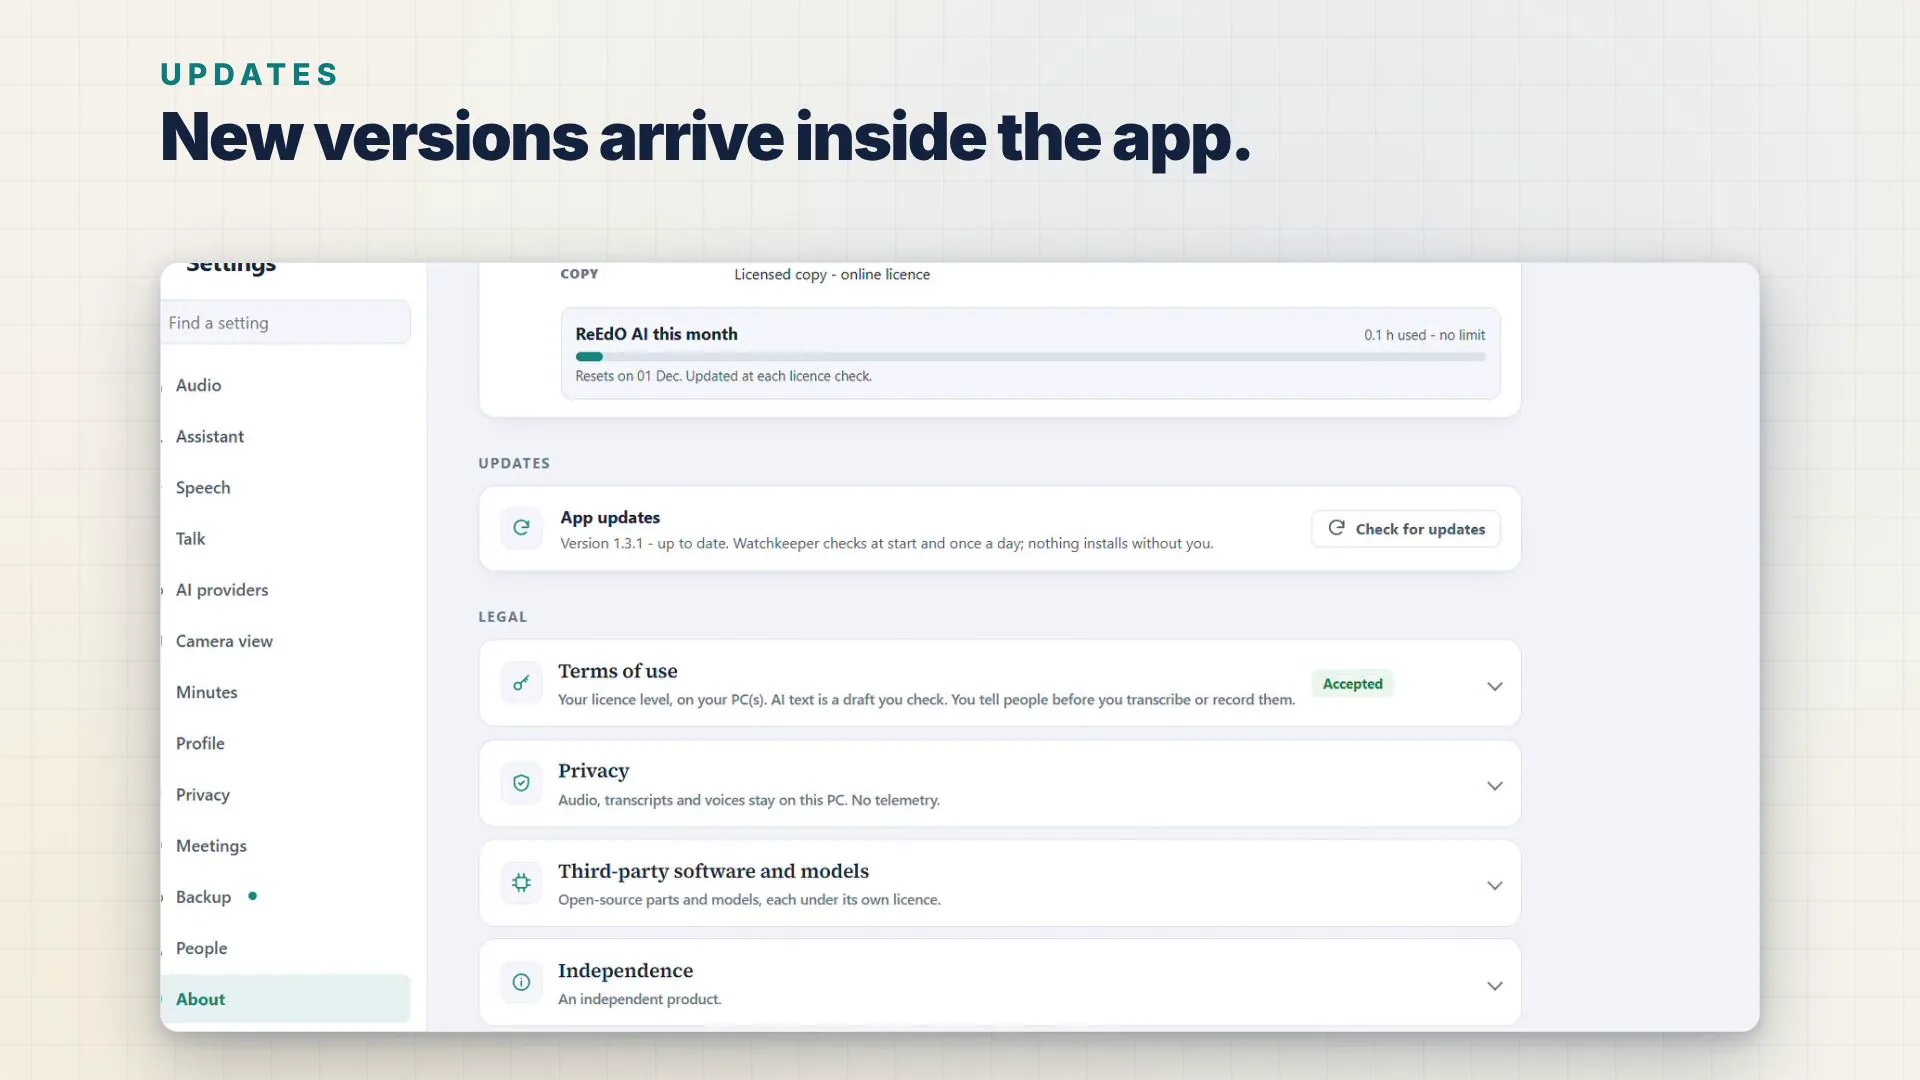 UPDATES
New versions arrive inside the app.
Settings
Find a setting
Audio
Assistant
Speech
Talk
AI providers
Camera view
Minutes
Profile
Privacy
Meetings
Backup
People
About
COPY
Licensed copy - online licence
ReEdO AI this month
0.1 h used - no limit
Resets on 01 Dec. Updated at each licence check.
UPDATES
App updates
Version 1.3.1 - up to date. Watchkeeper checks at start and once a day; nothing installs without you.
Check for updates
LEGAL
Terms of use
Your licence level, on your PC(s). AI text is a draft you check. You tell people before you transcribe or record them.
Accepted
Privacy
Audio, transcripts and voices stay on this PC. No telemetry.
Third-party software and models
Open-source parts and models, each under its own licence.
Independence
An independent product.